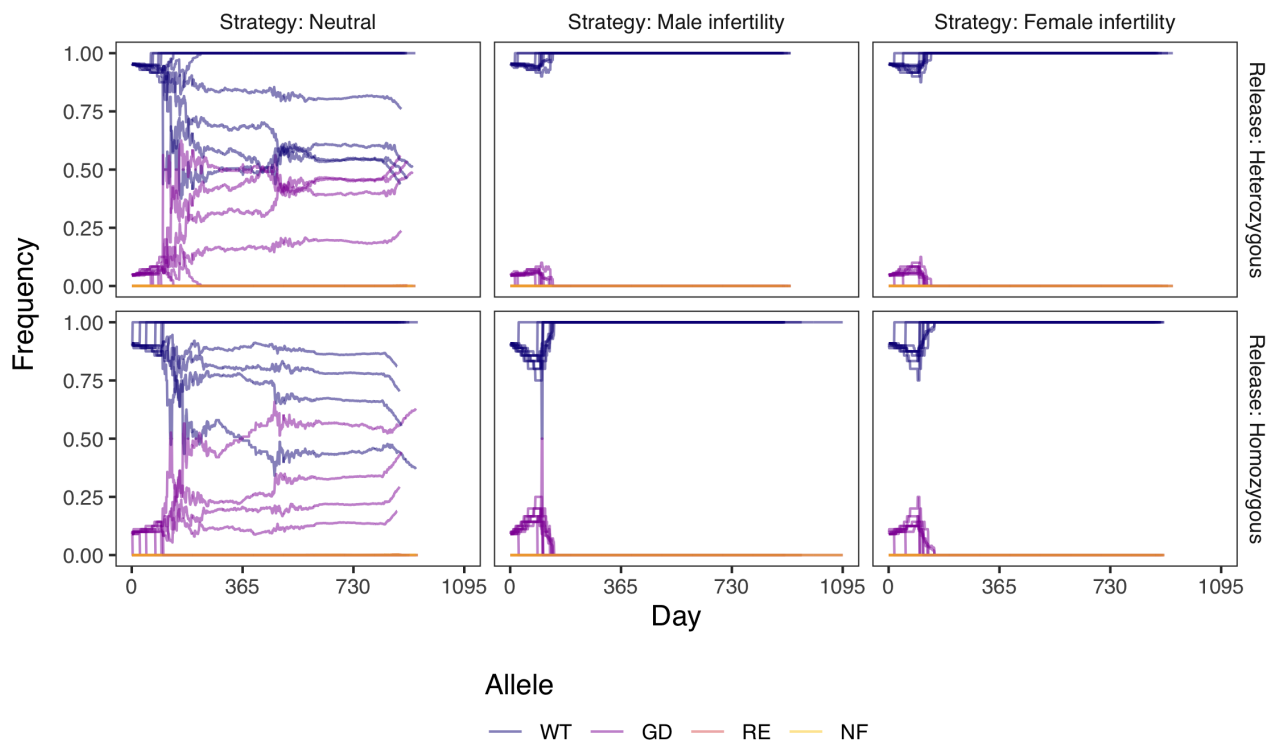 Strategy: Neutral
Strategy: Male infertility
Strategy: Female infertility
1.00
0.75
0.50
0.25
0.00
Release: Heterozygous
1.00
0.75
0.50
0.25
0.00
Release: Homozygous
Frequency
0 365 730 1095
0 365 730 1095
0 365 730 1095
Day
Allele
WT GD RE NF